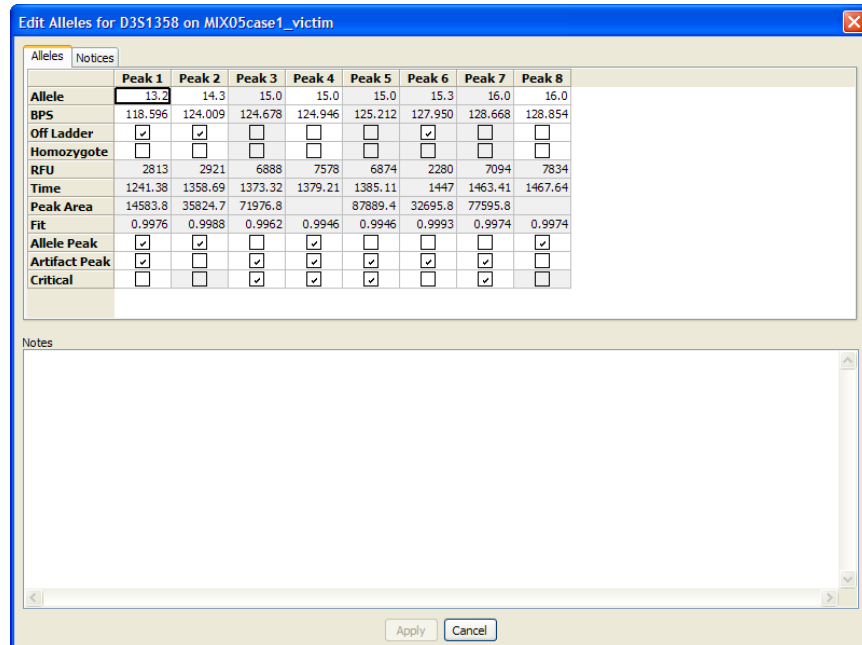 Edit Alleles for D3S1358 on MIX05case1_victim
Alleles Notices
Peak 1 Peak 2 Peak 3 Peak 4 Peak 5 Peak 6 Peak 7 Peak 8
Allele 13.2 14.3 15.0 15.0 15.0 15.3 16.0 16.0
BPS 118.596 124.009 124.678 124.946 125.212 127.950 128.668 128.854
Off Ladder
Homozygote
RFU 2813 2921 6888 7578 6874 2280 7094 7834
Time 1241.38 1358.69 1373.32 1379.21 1385.11 1447 1463.41 1467.64
Peak Area 14583.8 35824.7 71976.8 87889.4 32695.8 77595.8
Fit 0.9976 0.9988 0.9962 0.9946 0.9946 0.9993 0.9974 0.9974
Allele Peak
Artifact Peak
Critical
Notes
Apply Cancel